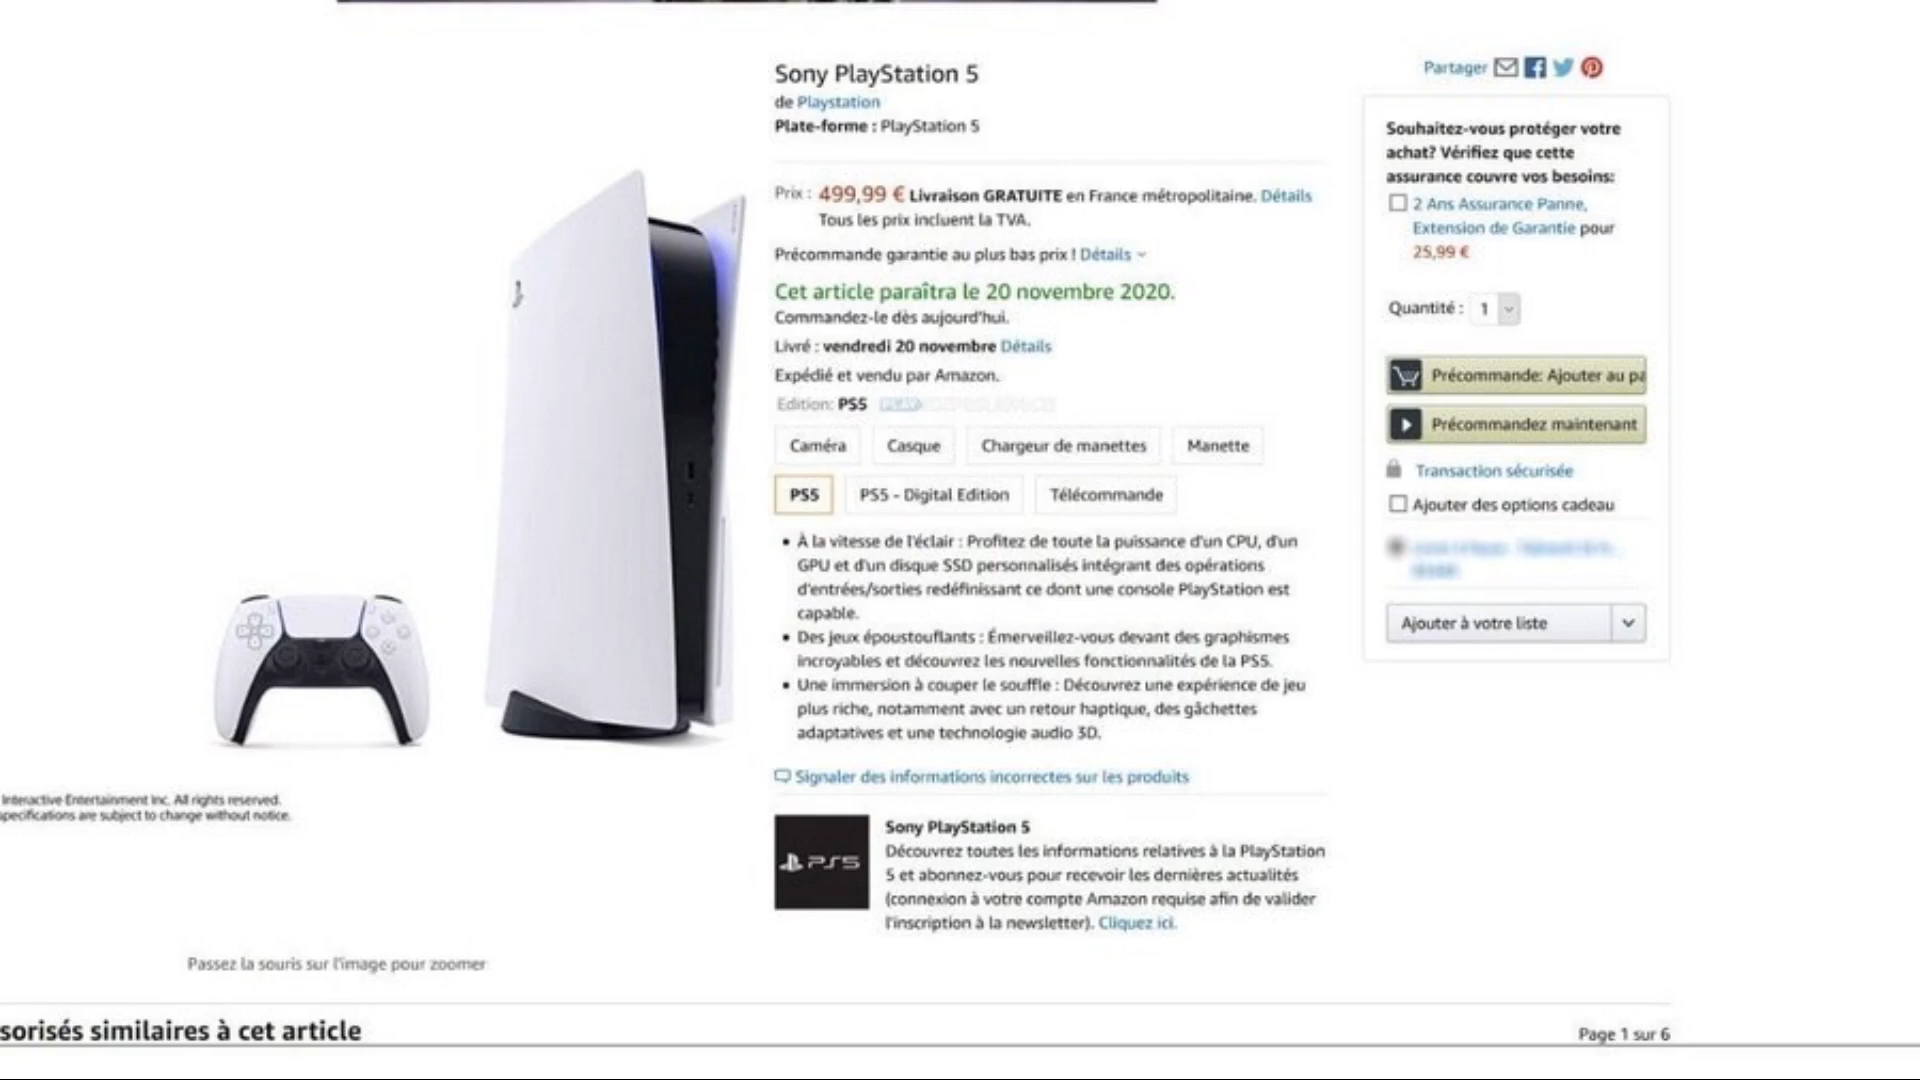 Sony PlayStation 5
de Playstation
Plate-forme : PlayStation 5
Prix : 499,99 € Livraison GRATUITE en France métropolitaine. Détails
Tous les prix incluent la TVA.
Précommande garantie au plus bas prix ! Détails
Cet article paraîtra le 20 novembre 2020.
Commandez-le dès aujourd'hui.
Livré : vendredi 20 novembre Détails
Expédié et vendu par Amazon.
Edition: PS5 PLAY
Caméra Casque Chargeur de manettes Manette
PS5 PS5 - Digital Edition Télécommande
• À la vitesse de l'éclair : Profitez de toute la puissance d'un CPU, d'un
GPU et d'un disque SSD personnalisés intégrant des opérations
d'entrées/sorties redéfinissant ce dont une console PlayStation est
capable.
• Des jeux époustouflants : Émerveillez-vous devant des graphismes
incroyables et découvrez les nouvelles fonctionnalités de la PS5.
• Une immersion à couper le souffle : Découvrez une expérience de jeu
plus riche, notamment avec un retour haptique, des gâchettes
adaptatives et une technologie audio 3D.
Signaler des informations incorrectes sur les produits
PS5
Sony PlayStation 5
Découvrez toutes les informations relatives à la PlayStation
5 et abonnez-vous pour recevoir les dernières actualités
(connexion à votre compte Amazon requise afin de valider
l'inscription à la newsletter). Cliquez ici.
Partager
Souhaitez-vous protéger votre
achat? Vérifiez que cette
assurance couvre vos besoins:
2 Ans Assurance Panne,
Extension de Garantie pour
25,99 €
Quantité : 1
Précommande: Ajouter au pa
Précommandez maintenant
Transaction sécurisée
Ajouter des options cadeau
Ajouter à votre liste
Interactive Entertainment Inc. All rights reserved.
specifications are subject to change without notice.
Passez la souris sur l'image pour zoomer
sorisés similaires à cet article
Page 1 sur 6